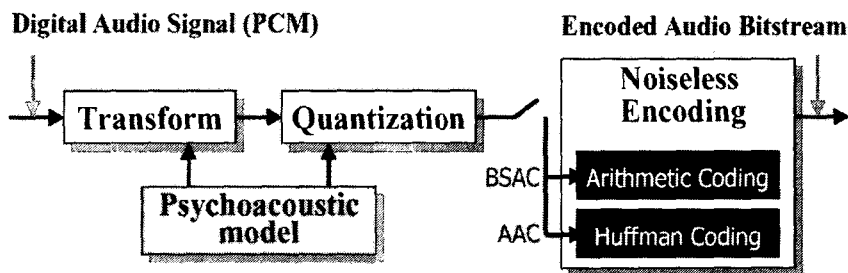 Digital Audio Signal (PCM)
Encoded Audio Bitstream
Transform
Quantization
Noiseless
Encoding
BSAC
Arithmetic Coding
Psychoacoustic
model
AAC
Huffman Coding